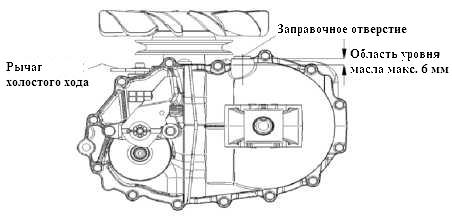 Заправочное отверстие
Область уровня
масла макс. 6 мм
Рычаг
холостого хода